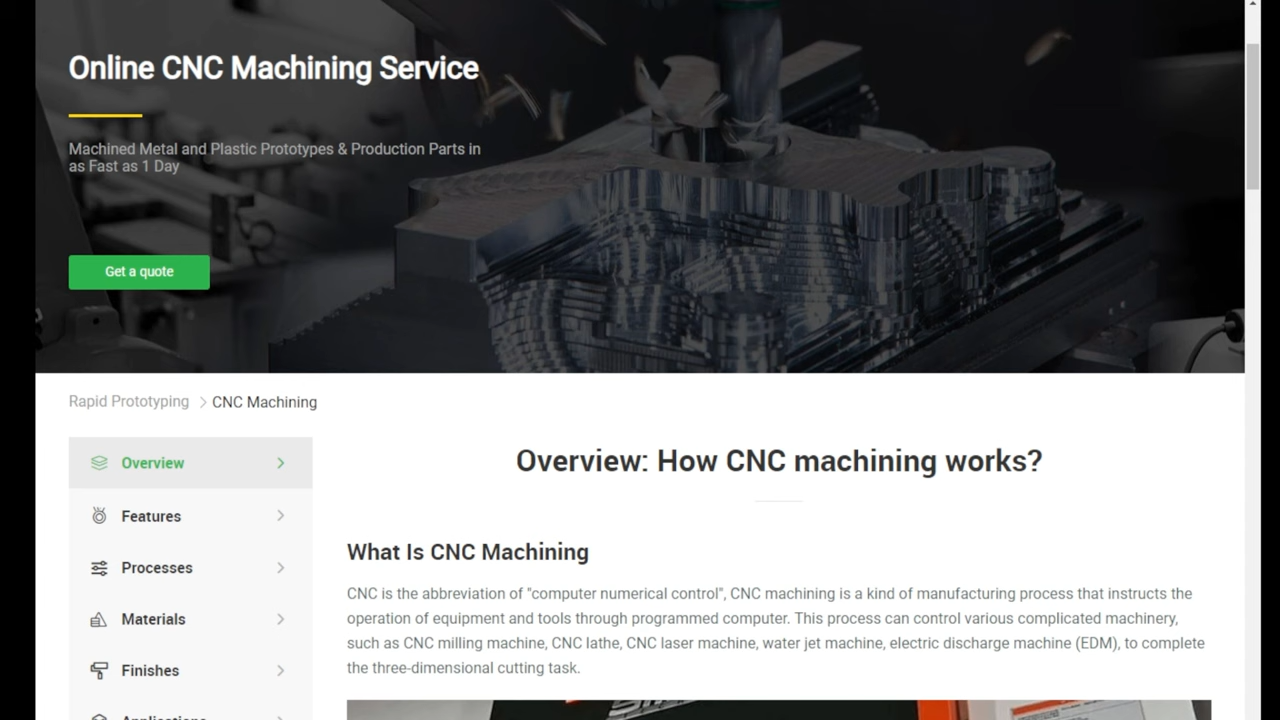 Online CNC Machining Service
Machined Metal and Plastic Prototypes & Production Parts in
as Fast as 1 Day
Get a quote
Rapid Prototyping
CNC Machining
Overview
Features
Processes
Materials
Finishes
Overview: How CNC machining works?
What Is CNC Machining
CNC is the abbreviation of "computer numerical control", CNC machining is a kind of manufacturing process that instructs the
operation of equipment and tools through programmed computer. This process can control various complicated machinery,
such as CNC milling machine, CNC lathe, CNC laser machine, water jet machine, electric discharge machine (EDM), to complete
the three-dimensional cutting task.